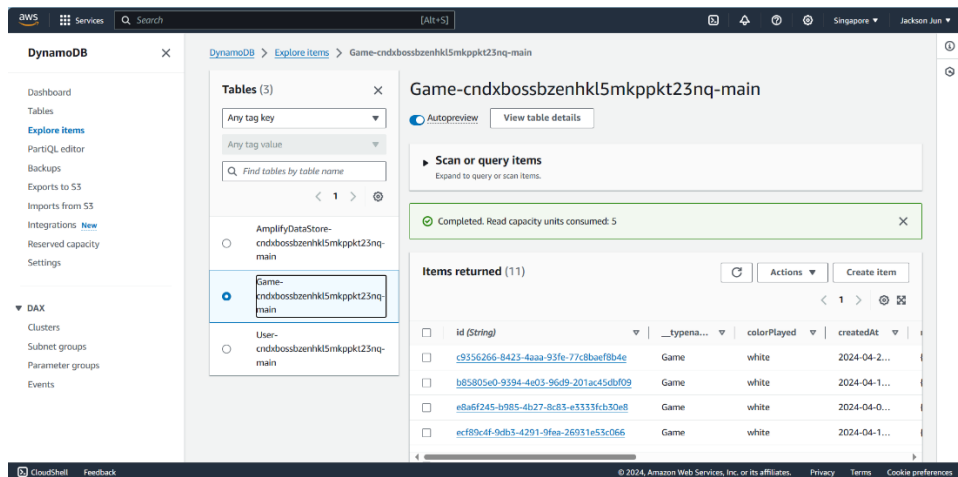 aws Services Search [Alt+S] Singapore Jackson Jun
DynamoDB
Dashboard
Tables
Explore items
PartiQL editor
Backups
Exports to S3
Imports from S3
Integrations New
Reserved capacity
Settings
DAX
Clusters
Subnet groups
Parameter groups
Events
DynamoDB > Explore items > Game-cndxbossbzenhkl5mkppkt23nq-main
Tables (3)
Any tag key
Any tag value
Find tables by table name
1
AmplifyDataStore-
cndxbossbzenhkl5mkppkt23nq-
main
Game-
cndxbossbzenhkl5mkppkt23nq-
main
User-
cndxbossbzenhkl5mkppkt23nq-
main
Game-cndxbossbzenhkl5mkppkt23nq-main
Autopreview View table details
Scan or query items
Expand to query or scan items.
Completed. Read capacity units consumed: 5
Items returned (11) Actions Create item
1
id (String) __typena... colorPlayed createdAt
c9356266-8423-4aaa-93fe-77c8baef8b4e Game white 2024-04-2...
b85805e0-9394-4e03-96d9-201ac45dbf09 Game white 2024-04-1...
e8a6f245-b985-4b27-8c83-e3333fcb30e8 Game white 2024-04-0...
ecf89c4f-9db3-4291-9fea-26931e53c066 Game white 2024-04-1...
CloudShell Feedback © 2024, Amazon Web Services, Inc. or its affiliates. Privacy Terms Cookie preferences